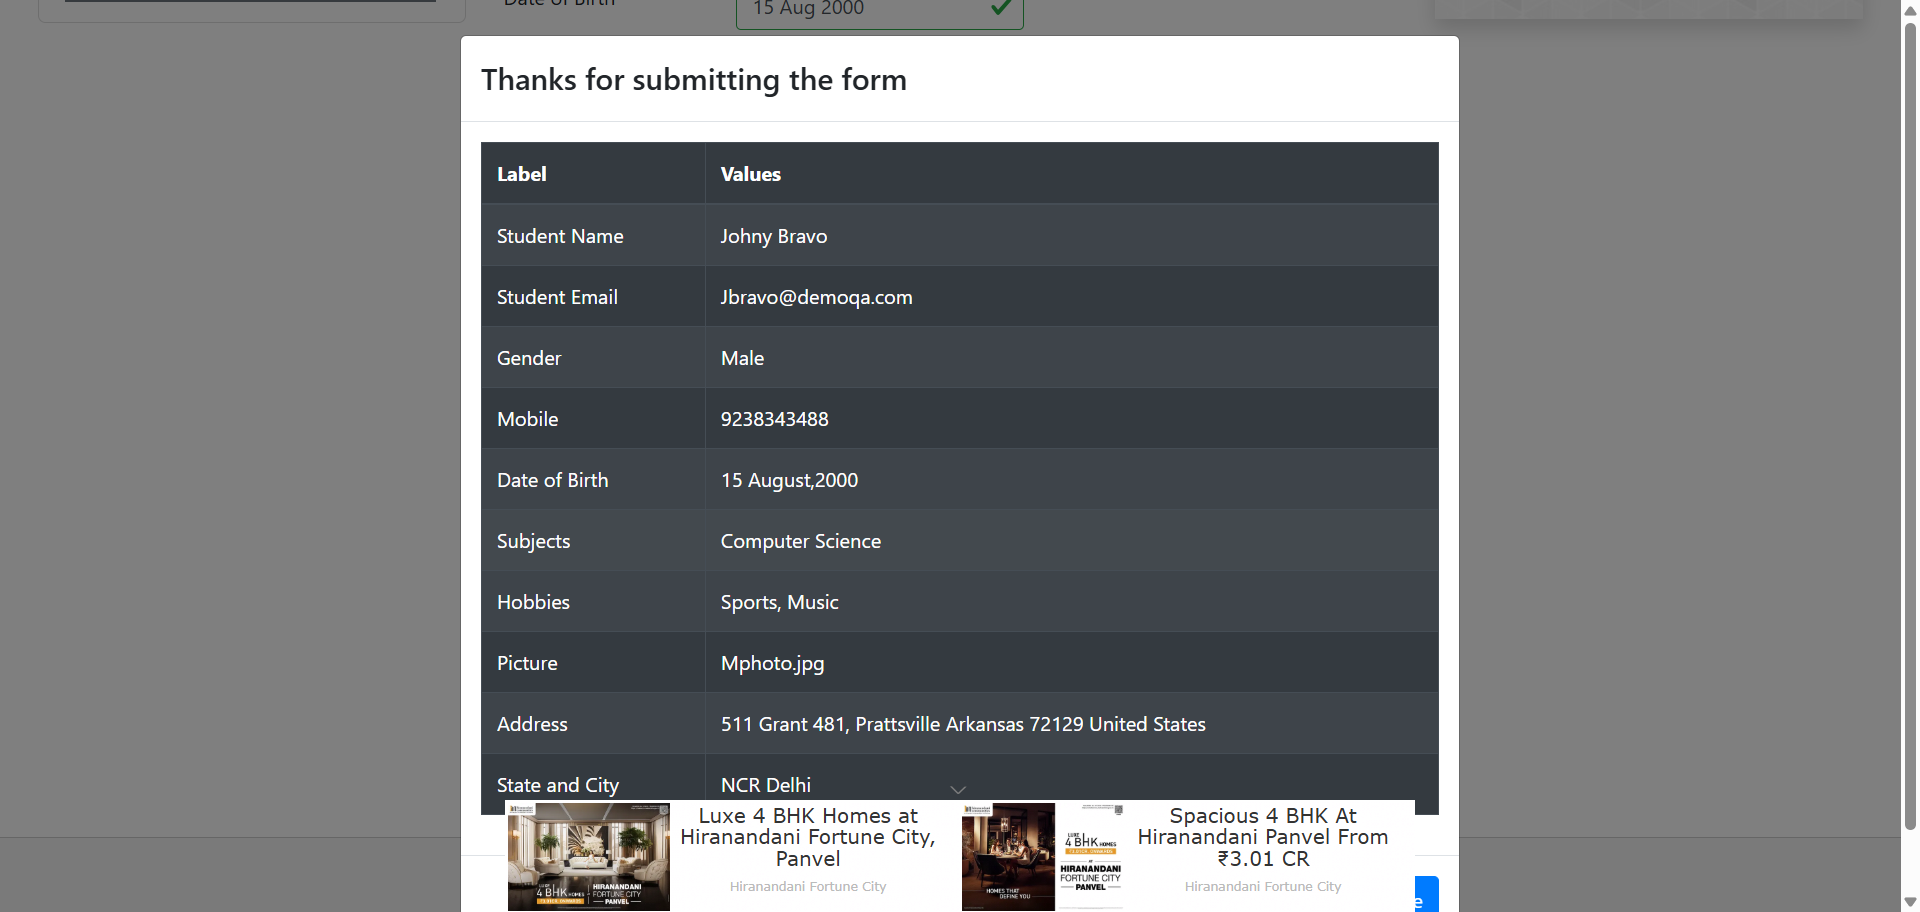 Date of Birth
15 Aug 2000
Thanks for submitting the form
Label Values
Student Name Johny Bravo
Student Email Jbravo@demoqa.com
Gender Male
Mobile 9238343488
Date of Birth 15 August,2000
Subjects Computer Science
Hobbies Sports, Music
Picture Mphoto.jpg
Address 511 Grant 481, Prattsville Arkansas 72129 United States
State and City NCR Delhi
LUXE
4 BHK HOMES
HIRANANDANI
FORTUNE CITY
PANVEL
Luxe 4 BHK Homes at
Hiranandani Fortune City,
Panvel
Hiranandani Fortune City
HOMES THAT
DEFINE YOU
LUXE
4 BHK HOMES
HIRANANDANI
FORTUNE CITY
PANVEL
Spacious 4 BHK At
Hiranandani Panvel From
₹3.01 CR
Hiranandani Fortune City
e